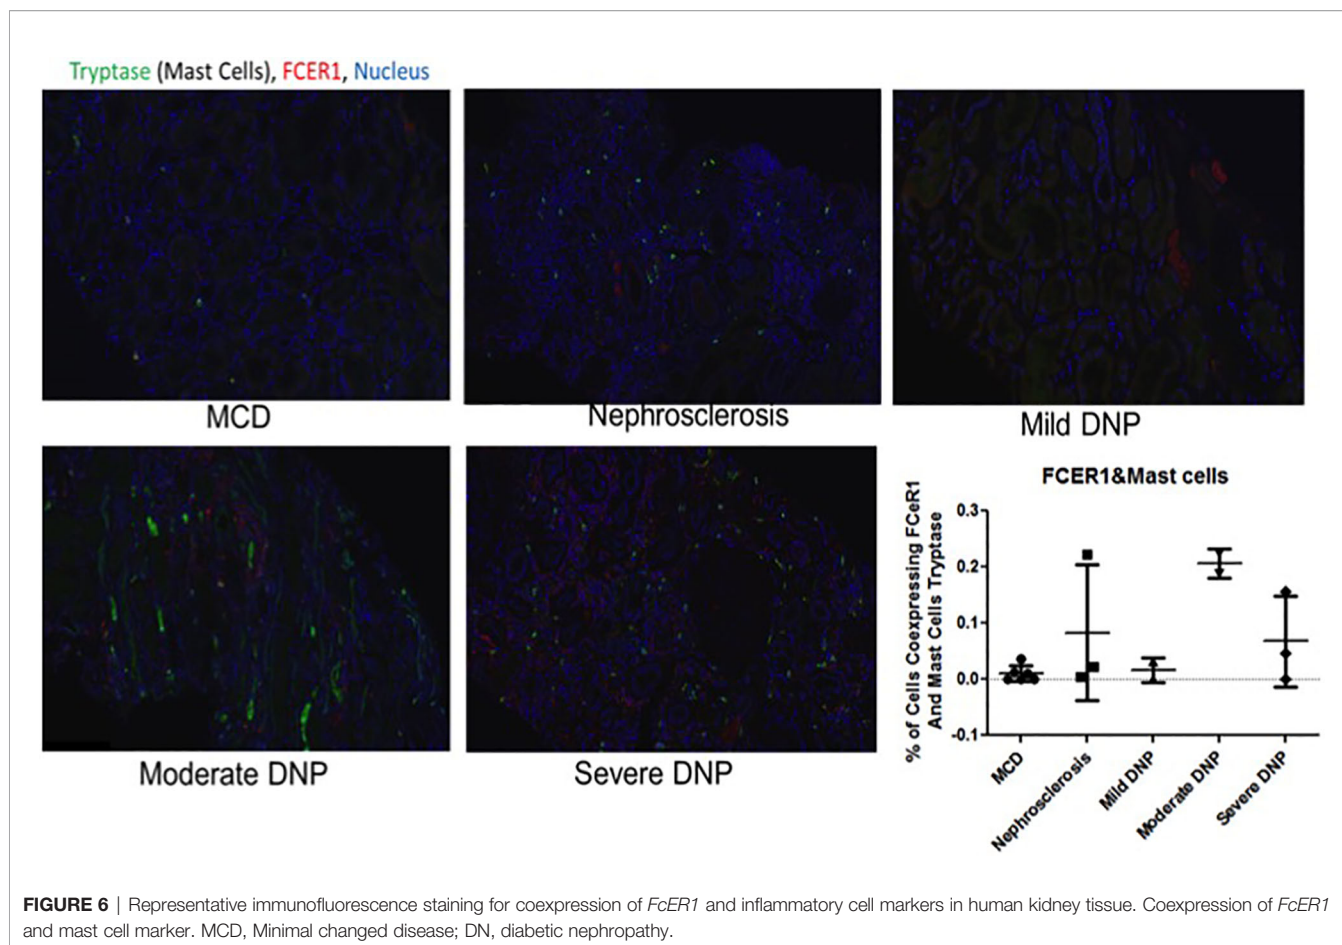 Tryptase (Mast Cells), FCER1, Nucleus
MCD
Nephrosclerosis
Mild DNP
Moderate DNP
Severe DNP
FCER1&Mast cells
% of Cells Coexpressing FCeR1
And Mast Cells Tryptase
0.3
0.2
0.1
0.0
-0.1
MCD
Nephrosclerosis
Mild DNP
Moderate DNP
Severe DNP
FIGURE 6 | Representative immunofluorescence staining for coexpression of FcER1 and inflammatory cell markers in human kidney tissue. Coexpression of FcER1
and mast cell marker. MCD, Minimal changed disease; DN, diabetic nephropathy.